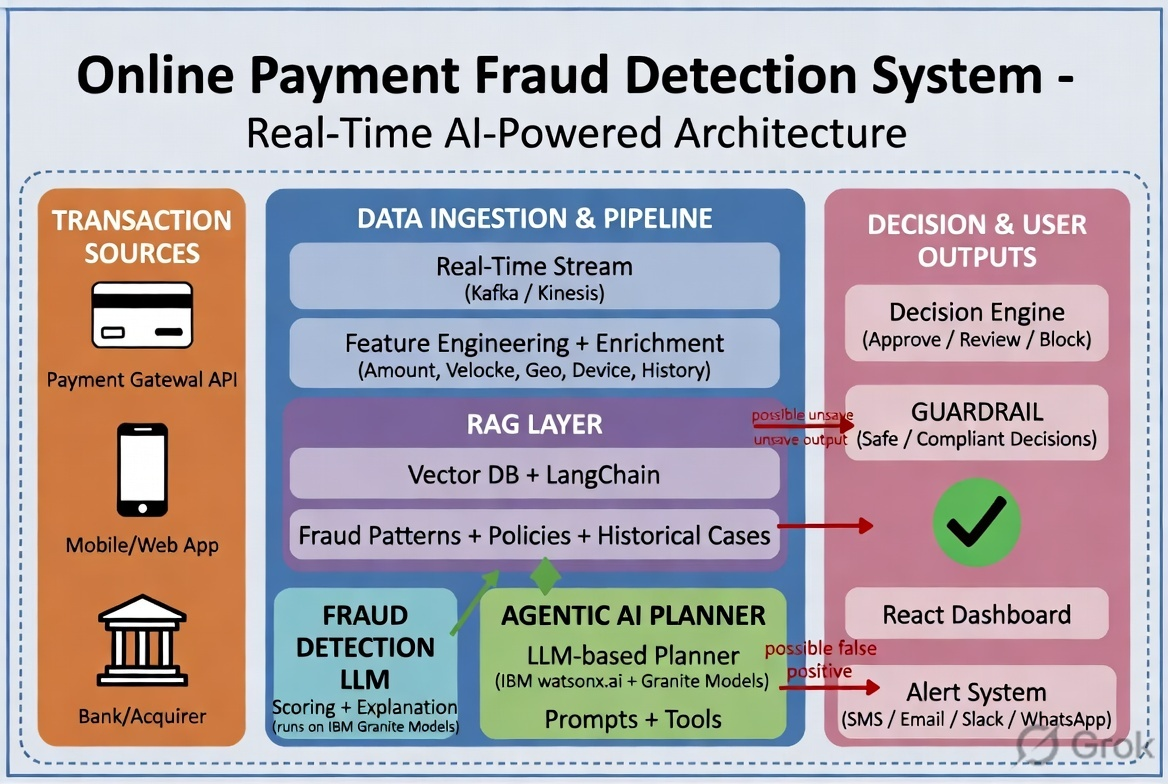 Online Payment Fraud Detection System -
Real-Time AI-Powered Architecture
TRANSACTION
SOURCES
Payment Gatewal API
Mobile/Web App
Bank/Acquirer
DATA INGESTION & PIPELINE
Real-Time Stream
(Kafka / Kinesis)
Feature Engineering + Enrichment
(Amount, Velocke, Geo, Device, History)
RAG LAYER
Vector DB + LangChain
Fraud Patterns + Policies + Historical Cases
FRAUD
DETECTION
LLM
Scoring + Explanation
(runs on IBM Granite Models)
AGENTIC AI PLANNER
LLM-based Planner
(IBM watsonx.ai + Granite Models)
Prompts + Tools
possible unsave
unsave output
possible false
positive
DECISION & USER
OUTPUTS
Decision Engine
(Approve / Review / Block)
GUARDRAIL
(Safe / Compliant Decisions)
React Dashboard
Alert System
(SMS / Email / Slack / WhatsApp)
Grok